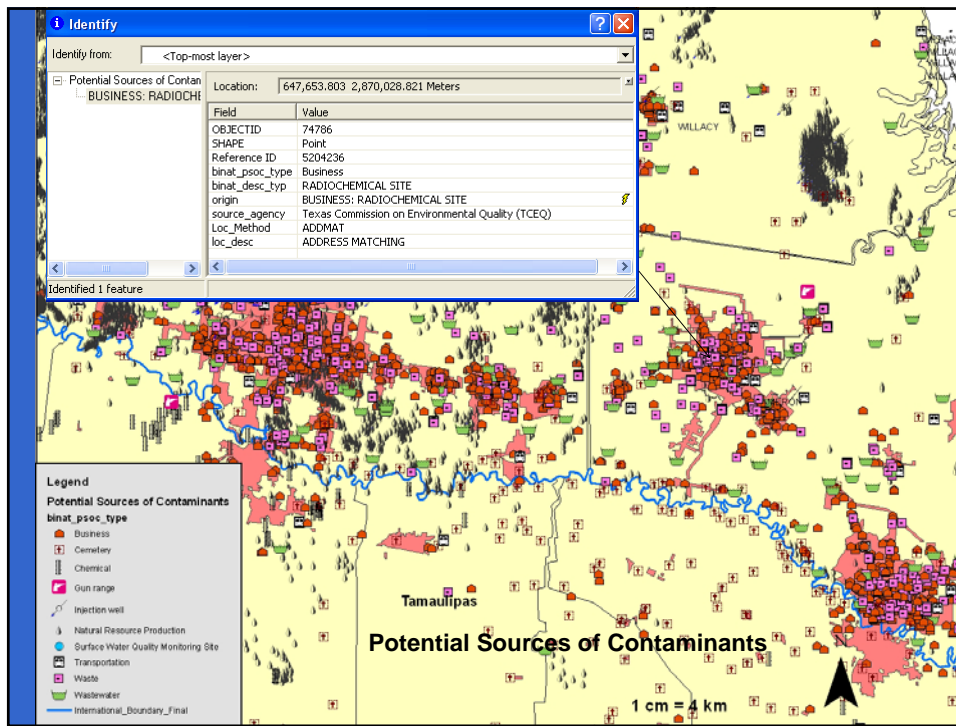 Identify
Identify from: <Top-most layer>
Potential Sources of Contan
BUSINESS: RADIOCHE
Location: 647,653.803 2,870,028.821 Meters
Field Value
OBJECTID 74786
SHAPE Point
Reference ID 5204236
binat_psoc_type Business
binat_desc_typ RADIOCHEMICAL SITE
origin BUSINESS: RADIOCHEMICAL SITE
source_agency Texas Commission on Environmental Quality (TCEQ)
Loc_Method ADDMAT
loc_desc ADDRESS MATCHING
Identified 1 feature
WILLACY
Legend
Potential Sources of Contaminants
binat_psoc_type
Business
Cemetery
Chemical
Gun range
Injection well
Natural Resource Production
Surface Water Quality Monitoring Site
Transportation
Waste
Wastewater
International_Boundary_Final
Tamaulipas
Potential Sources of Contaminants
N
1 cm = 4 km